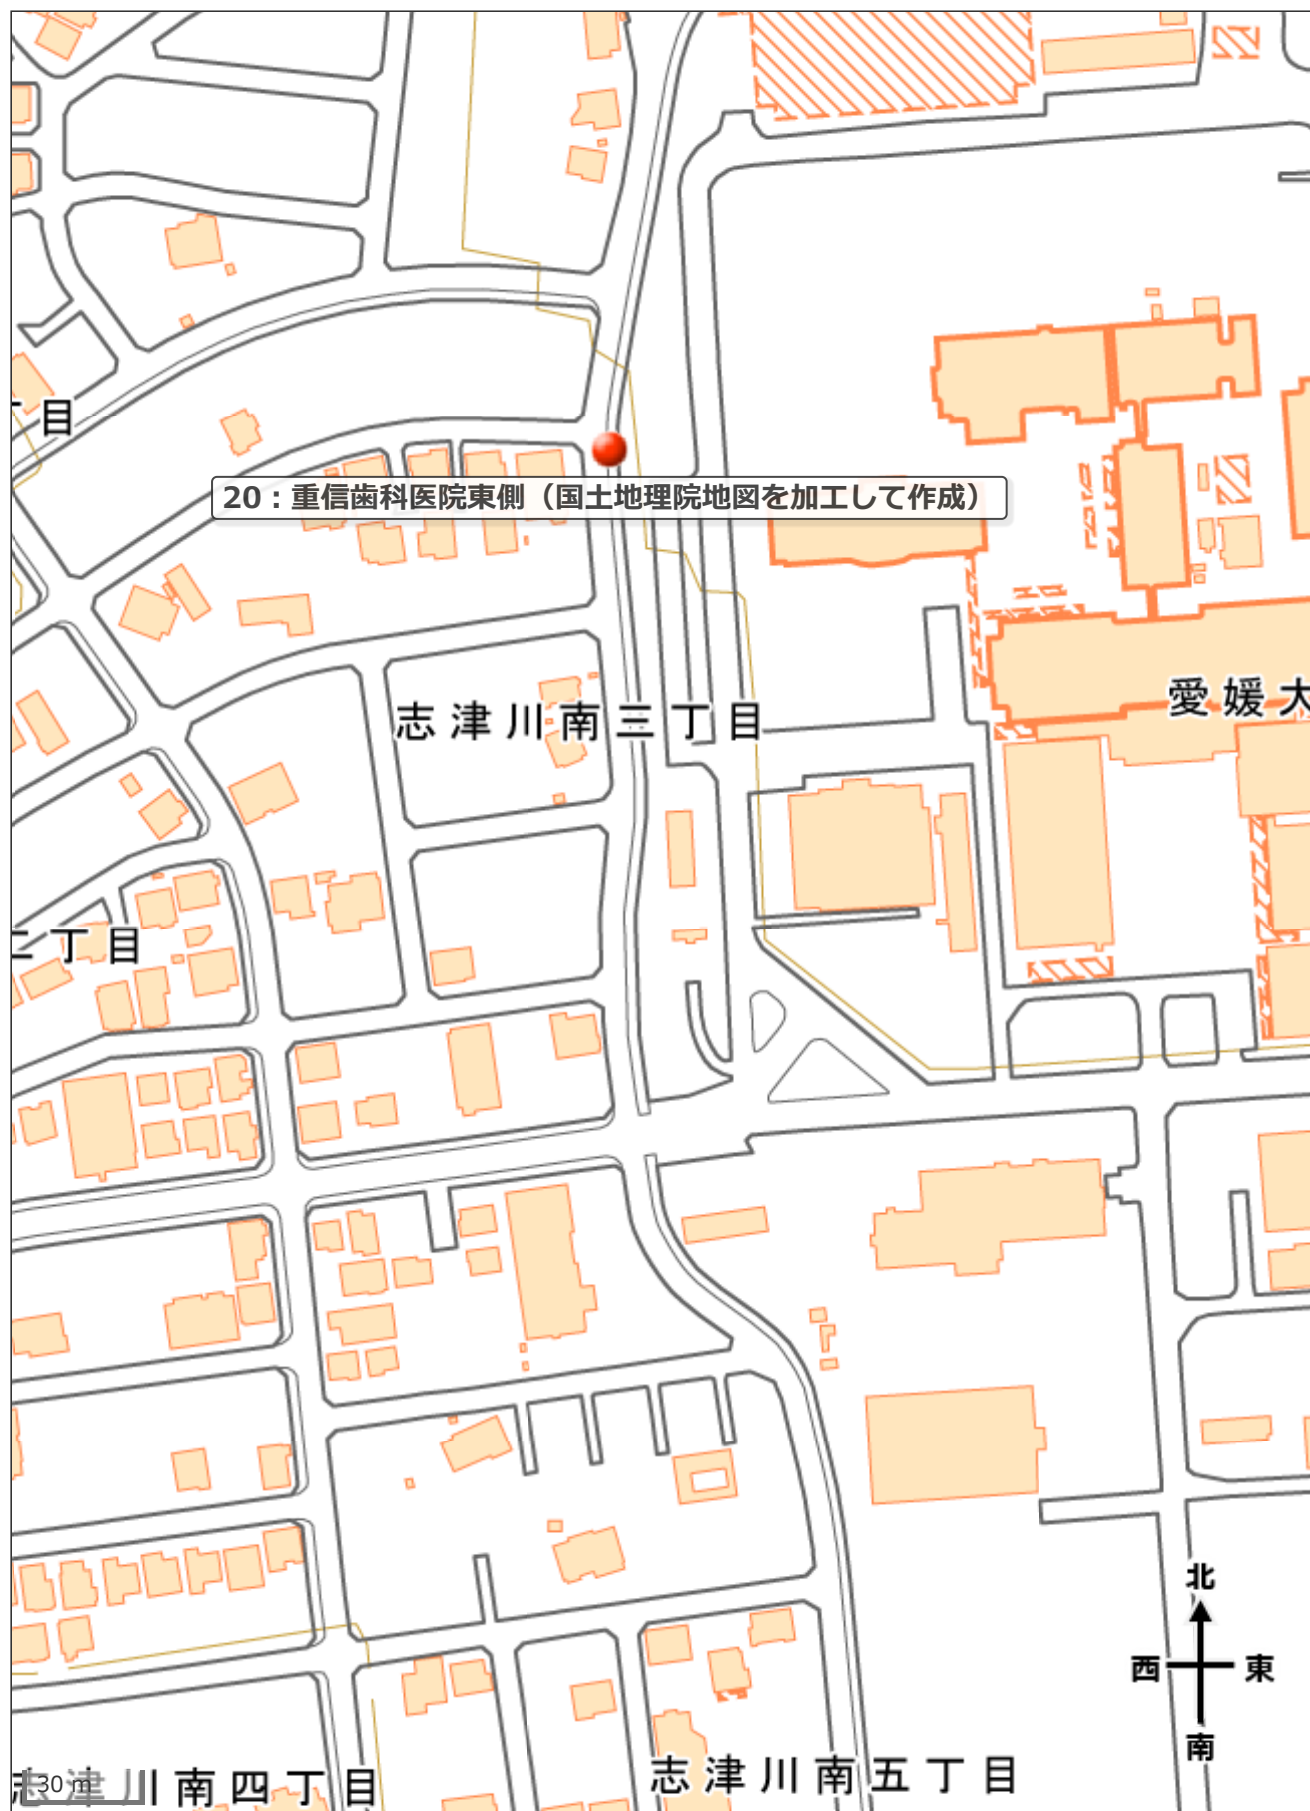 丁目
20：重信歯科医院東側（国土地理院地図を加工して作成）
愛媛大
志津川南三丁目
二丁目
北
西 東
南
志津川南五丁目
志津川南四丁目
30 m